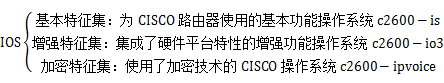 基本特征集：为 CISCO 路由器使用的基本功能操作系统 c2600－is
IOS 增强特征集：集成了硬件平台特性的增强功能操作系统 c2600－io3
加密特征集：使用了加密技术的 CISCO 操作系统 c2600－ipvoice